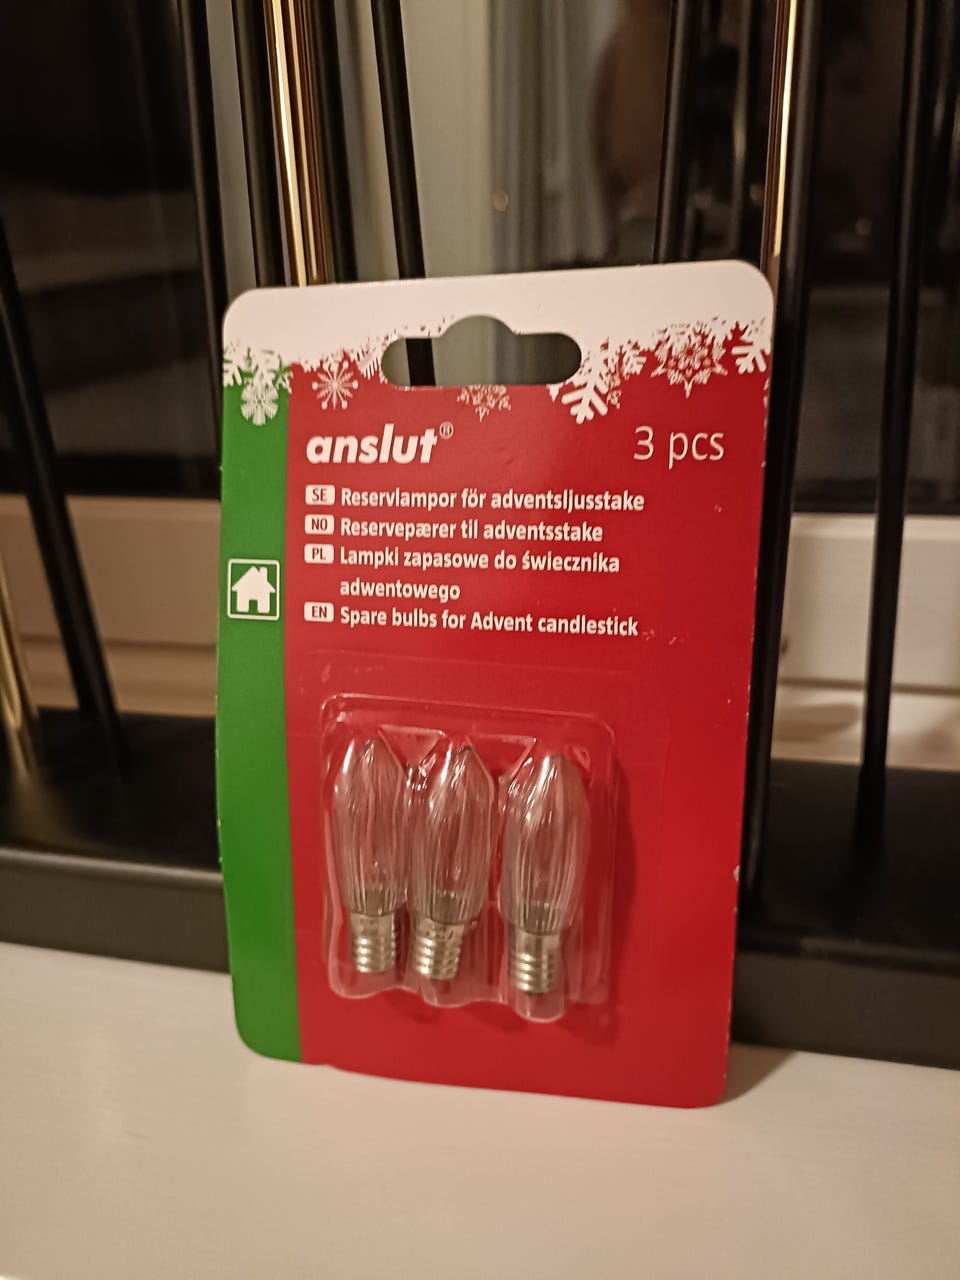 anslut®
3 pcs
SE Reservlampor för adventsljusstake
NO Reservepærer til adventsstake
PL Lampki zapasowe do świecznika
adwentowego
EN Spare bulbs for Advent candlestick